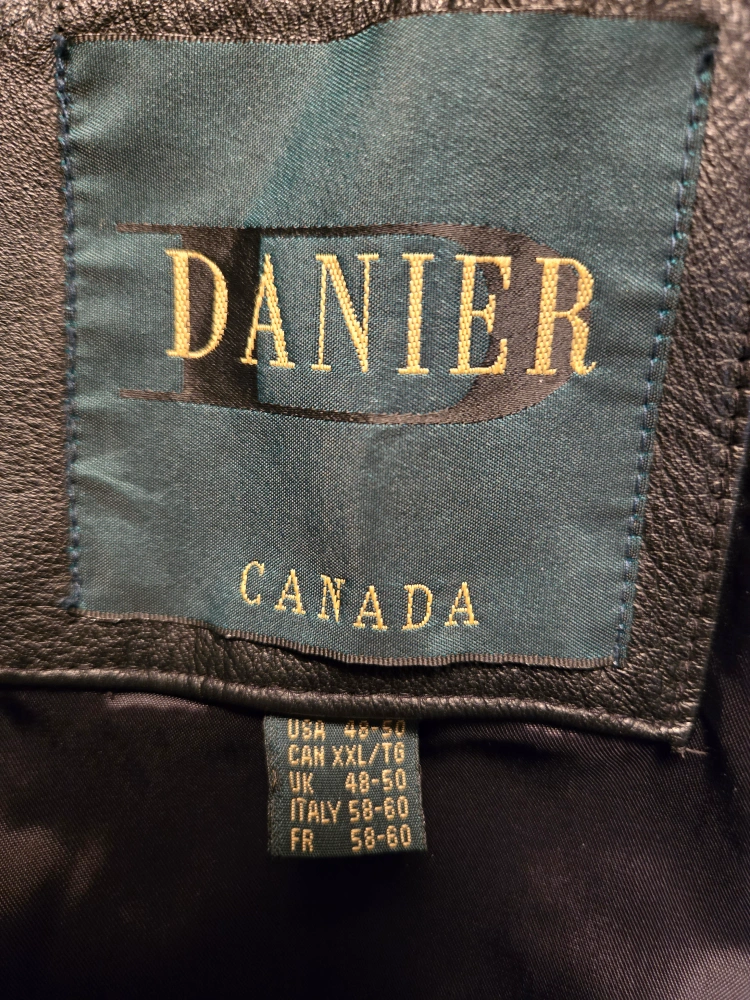 DANIER
CANADA
USA 48-50
CAN XXL/TG
UK 48-50
ITALY 58-60
FR 58-60